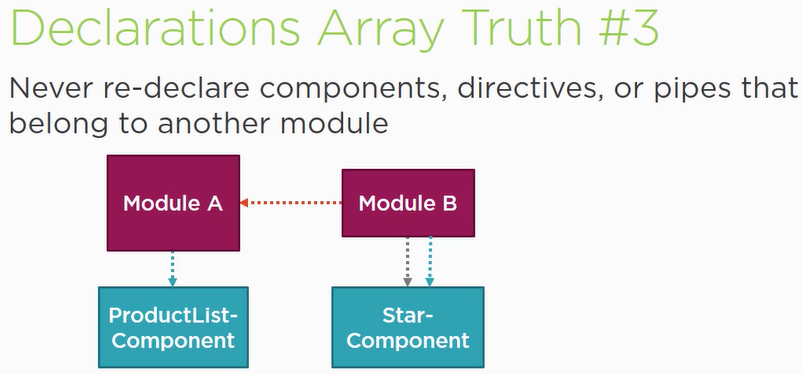 Declarations Array Truth #3
Never re-declare components, directives, or pipes that
belong to another module
Module A
Module B
ProductList-
Component
Star-
Component